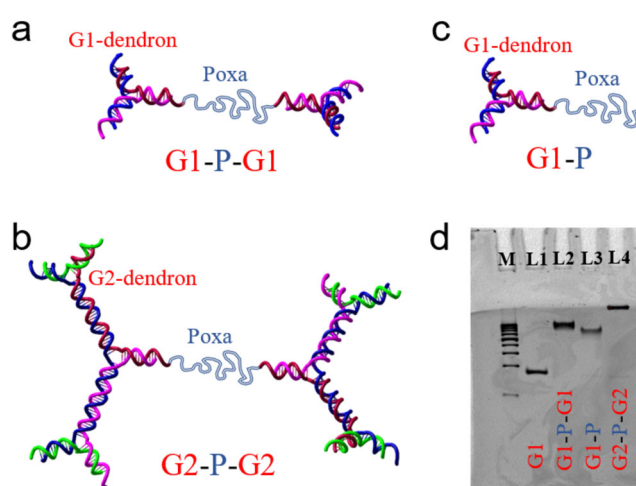 a
G1-dendron
Poxa
G1-P-G1
b
G2-dendron
Poxa
G2-P-G2
c
G1-dendron
Poxa
G1-P
d
M L1 L2 L3 L4
G1
G1-P-G1
G1-P
G2-P-G2